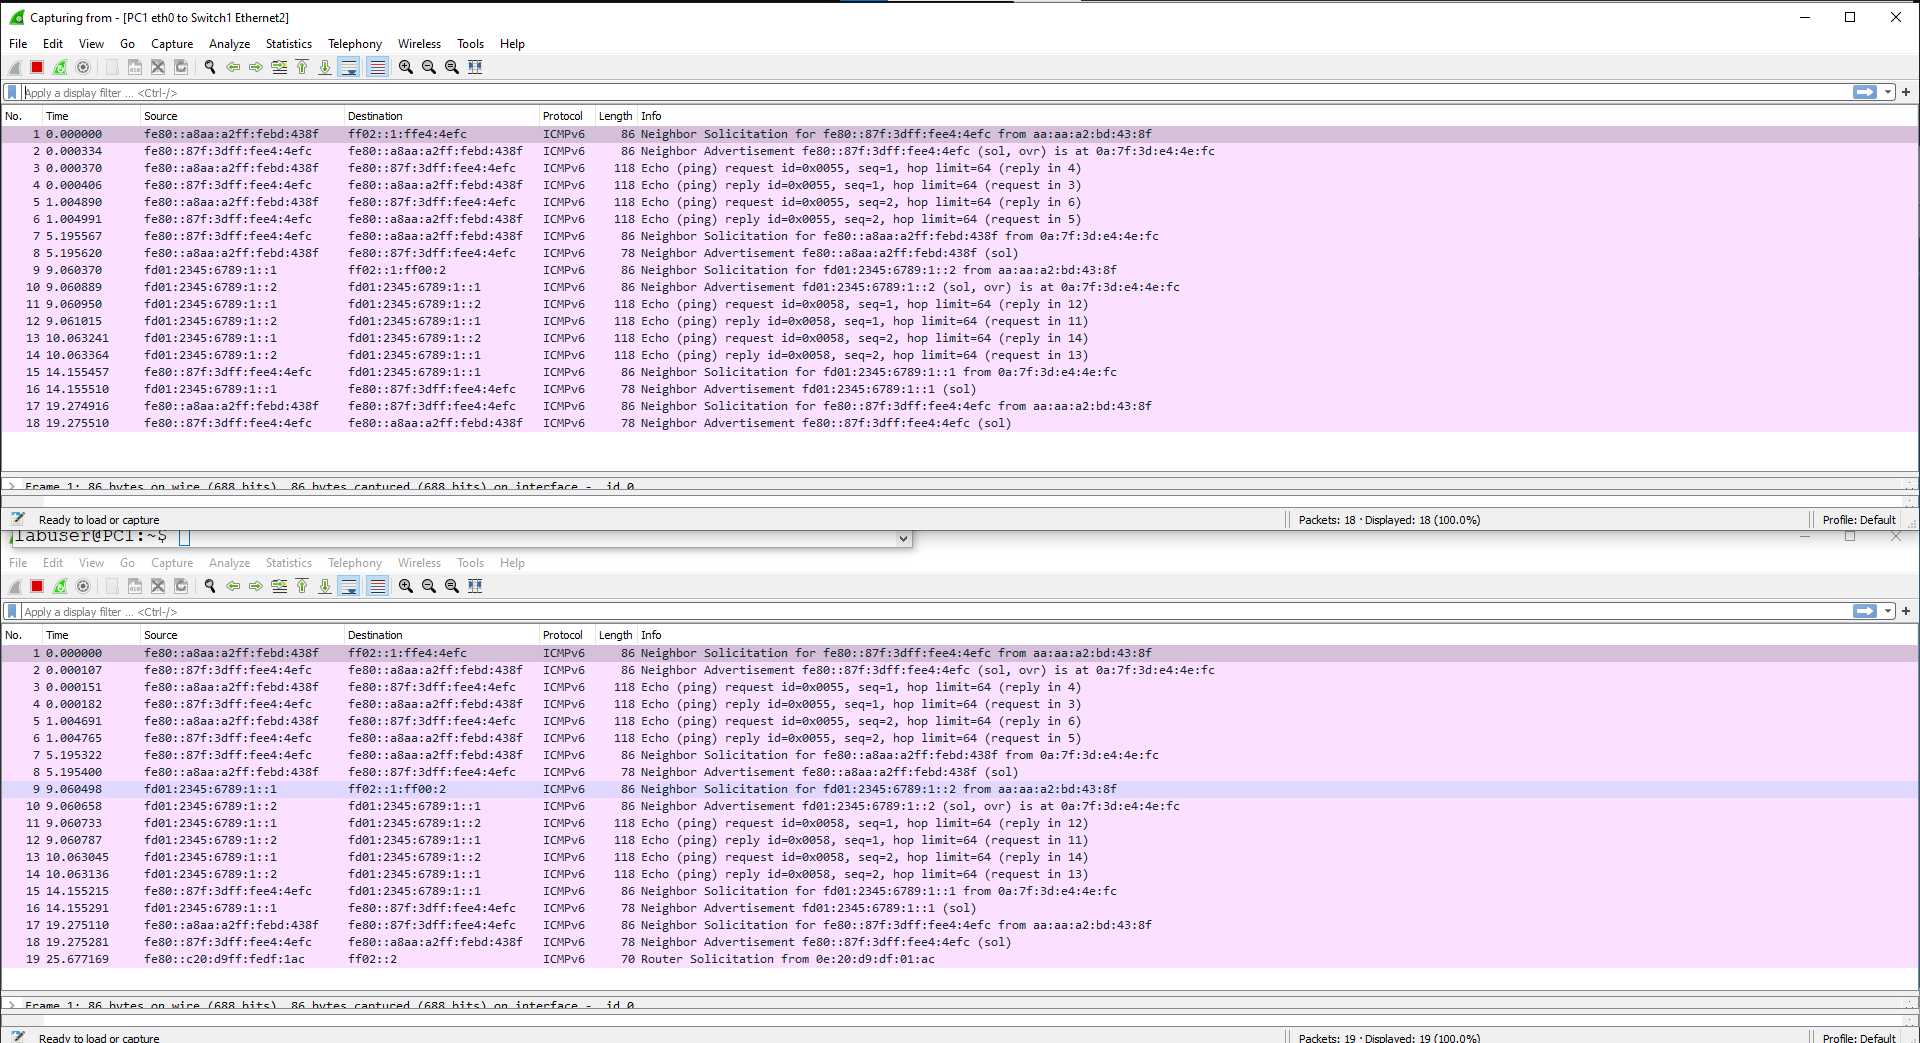 Capturing from - [PC1 eth0 to Switch1 Ethernet2]
File Edit View Go Capture Analyze Statistics Telephony Wireless Tools Help
Apply a display filter ... <Ctrl-/>
No. Time Source Destination Protocol Length Info
1 0.000000 fe80::a8aa:a2ff:febd:438f ff02::1:ffe4:4efc ICMPv6 86 Neighbor Solicitation for fe80::87f:3dff:fee4:4efc from aa:aa:a2:bd:43:8f
2 0.000334 fe80::87f:3dff:fee4:4efc fe80::a8aa:a2ff:febd:438f ICMPv6 86 Neighbor Advertisement fe80::87f:3dff:fee4:4efc (sol, ovr) is at 0a:7f:3d:e4:4e:fc
3 0.000370 fe80::a8aa:a2ff:febd:438f fe80::87f:3dff:fee4:4efc ICMPv6 118 Echo (ping) request id=0x0055, seq=1, hop limit=64 (reply in 4)
4 0.000406 fe80::87f:3dff:fee4:4efc fe80::a8aa:a2ff:febd:438f ICMPv6 118 Echo (ping) reply id=0x0055, seq=1, hop limit=64 (request in 3)
5 1.004890 fe80::a8aa:a2ff:febd:438f fe80::87f:3dff:fee4:4efc ICMPv6 118 Echo (ping) request id=0x0055, seq=2, hop limit=64 (reply in 6)
6 1.004991 fe80::87f:3dff:fee4:4efc fe80::a8aa:a2ff:febd:438f ICMPv6 118 Echo (ping) reply id=0x0055, seq=2, hop limit=64 (request in 5)
7 5.195567 fe80::87f:3dff:fee4:4efc fe80::a8aa:a2ff:febd:438f ICMPv6 86 Neighbor Solicitation for fe80::a8aa:a2ff:febd:438f from 0a:7f:3d:e4:4e:fc
8 5.195620 fe80::a8aa:a2ff:febd:438f fe80::87f:3dff:fee4:4efc ICMPv6 78 Neighbor Advertisement fe80::a8aa:a2ff:febd:438f (sol)
9 9.060370 fd01:2345:6789:1::1 ff02::1:ff00:2 ICMPv6 86 Neighbor Solicitation for fd01:2345:6789:1::2 from aa:aa:a2:bd:43:8f
10 9.060889 fd01:2345:6789:1::2 fd01:2345:6789:1::1 ICMPv6 86 Neighbor Advertisement fd01:2345:6789:1::2 (sol, ovr) is at 0a:7f:3d:e4:4e:fc
11 9.060950 fd01:2345:6789:1::1 fd01:2345:6789:1::2 ICMPv6 118 Echo (ping) request id=0x0058, seq=1, hop limit=64 (reply in 12)
12 9.061015 fd01:2345:6789:1::2 fd01:2345:6789:1::1 ICMPv6 118 Echo (ping) reply id=0x0058, seq=1, hop limit=64 (request in 11)
13 10.063241 fd01:2345:6789:1::1 fd01:2345:6789:1::2 ICMPv6 118 Echo (ping) request id=0x0058, seq=2, hop limit=64 (reply in 14)
14 10.063364 fd01:2345:6789:1::2 fd01:2345:6789:1::1 ICMPv6 118 Echo (ping) reply id=0x0058, seq=2, hop limit=64 (request in 13)
15 14.155457 fe80::87f:3dff:fee4:4efc fd01:2345:6789:1::1 ICMPv6 86 Neighbor Solicitation for fd01:2345:6789:1::1 from 0a:7f:3d:e4:4e:fc
16 14.155510 fd01:2345:6789:1::1 fe80::87f:3dff:fee4:4efc ICMPv6 78 Neighbor Advertisement fd01:2345:6789:1::1 (sol)
17 19.274916 fe80::a8aa:a2ff:febd:438f fe80::87f:3dff:fee4:4efc ICMPv6 86 Neighbor Solicitation for fe80::87f:3dff:fee4:4efc from aa:aa:a2:bd:43:8f
18 19.275510 fe80::87f:3dff:fee4:4efc fe80::a8aa:a2ff:febd:438f ICMPv6 78 Neighbor Advertisement fe80::87f:3dff:fee4:4efc (sol)
Frame 1: 86 bytes on wire (688 bits), 86 bytes captured (688 bits) on interface -, id 0
Ready to load or capture Packets: 18 · Displayed: 18 (100.0%) Profile: Default
labuser@PC1:~$
File Edit View Go Capture Analyze Statistics Telephony Wireless Tools Help
Apply a display filter ... <Ctrl-/>
No. Time Source Destination Protocol Length Info
1 0.000000 fe80::a8aa:a2ff:febd:438f ff02::1:ffe4:4efc ICMPv6 86 Neighbor Solicitation for fe80::87f:3dff:fee4:4efc from aa:aa:a2:bd:43:8f
2 0.000107 fe80::87f:3dff:fee4:4efc fe80::a8aa:a2ff:febd:438f ICMPv6 86 Neighbor Advertisement fe80::87f:3dff:fee4:4efc (sol, ovr) is at 0a:7f:3d:e4:4e:fc
3 0.000151 fe80::a8aa:a2ff:febd:438f fe80::87f:3dff:fee4:4efc ICMPv6 118 Echo (ping) request id=0x0055, seq=1, hop limit=64 (reply in 4)
4 0.000182 fe80::87f:3dff:fee4:4efc fe80::a8aa:a2ff:febd:438f ICMPv6 118 Echo (ping) reply id=0x0055, seq=1, hop limit=64 (request in 3)
5 1.004691 fe80::a8aa:a2ff:febd:438f fe80::87f:3dff:fee4:4efc ICMPv6 118 Echo (ping) request id=0x0055, seq=2, hop limit=64 (reply in 6)
6 1.004765 fe80::87f:3dff:fee4:4efc fe80::a8aa:a2ff:febd:438f ICMPv6 118 Echo (ping) reply id=0x0055, seq=2, hop limit=64 (request in 5)
7 5.195322 fe80::87f:3dff:fee4:4efc fe80::a8aa:a2ff:febd:438f ICMPv6 86 Neighbor Solicitation for fe80::a8aa:a2ff:febd:438f from 0a:7f:3d:e4:4e:fc
8 5.195400 fe80::a8aa:a2ff:febd:438f fe80::87f:3dff:fee4:4efc ICMPv6 78 Neighbor Advertisement fe80::a8aa:a2ff:febd:438f (sol)
9 9.060498 fd01:2345:6789:1::1 ff02::1:ff00:2 ICMPv6 86 Neighbor Solicitation for fd01:2345:6789:1::2 from aa:aa:a2:bd:43:8f
10 9.060658 fd01:2345:6789:1::2 fd01:2345:6789:1::1 ICMPv6 86 Neighbor Advertisement fd01:2345:6789:1::2 (sol, ovr) is at 0a:7f:3d:e4:4e:fc
11 9.060733 fd01:2345:6789:1::1 fd01:2345:6789:1::2 ICMPv6 118 Echo (ping) request id=0x0058, seq=1, hop limit=64 (reply in 12)
12 9.060787 fd01:2345:6789:1::2 fd01:2345:6789:1::1 ICMPv6 118 Echo (ping) reply id=0x0058, seq=1, hop limit=64 (request in 11)
13 10.063045 fd01:2345:6789:1::1 fd01:2345:6789:1::2 ICMPv6 118 Echo (ping) request id=0x0058, seq=2, hop limit=64 (reply in 14)
14 10.063136 fd01:2345:6789:1::2 fd01:2345:6789:1::1 ICMPv6 118 Echo (ping) reply id=0x0058, seq=2, hop limit=64 (request in 13)
15 14.155215 fe80::87f:3dff:fee4:4efc fd01:2345:6789:1::1 ICMPv6 86 Neighbor Solicitation for fd01:2345:6789:1::1 from 0a:7f:3d:e4:4e:fc
16 14.155291 fd01:2345:6789:1::1 fe80::87f:3dff:fee4:4efc ICMPv6 78 Neighbor Advertisement fd01:2345:6789:1::1 (sol)
17 19.275110 fe80::a8aa:a2ff:febd:438f fe80::87f:3dff:fee4:4efc ICMPv6 86 Neighbor Solicitation for fe80::87f:3dff:fee4:4efc from aa:aa:a2:bd:43:8f
18 19.275281 fe80::87f:3dff:fee4:4efc fe80::a8aa:a2ff:febd:438f ICMPv6 78 Neighbor Advertisement fe80::87f:3dff:fee4:4efc (sol)
19 25.677169 fe80::c20:d9ff:fedf:1ac ff02::2 ICMPv6 70 Router Solicitation from 0e:20:d9:df:01:ac
Frame 1: 86 bytes on wire (688 bits), 86 bytes captured (688 bits) on interface -, id 0
Ready to load or capture Packets: 19 · Displayed: 19 (100.0%) Profile: Default